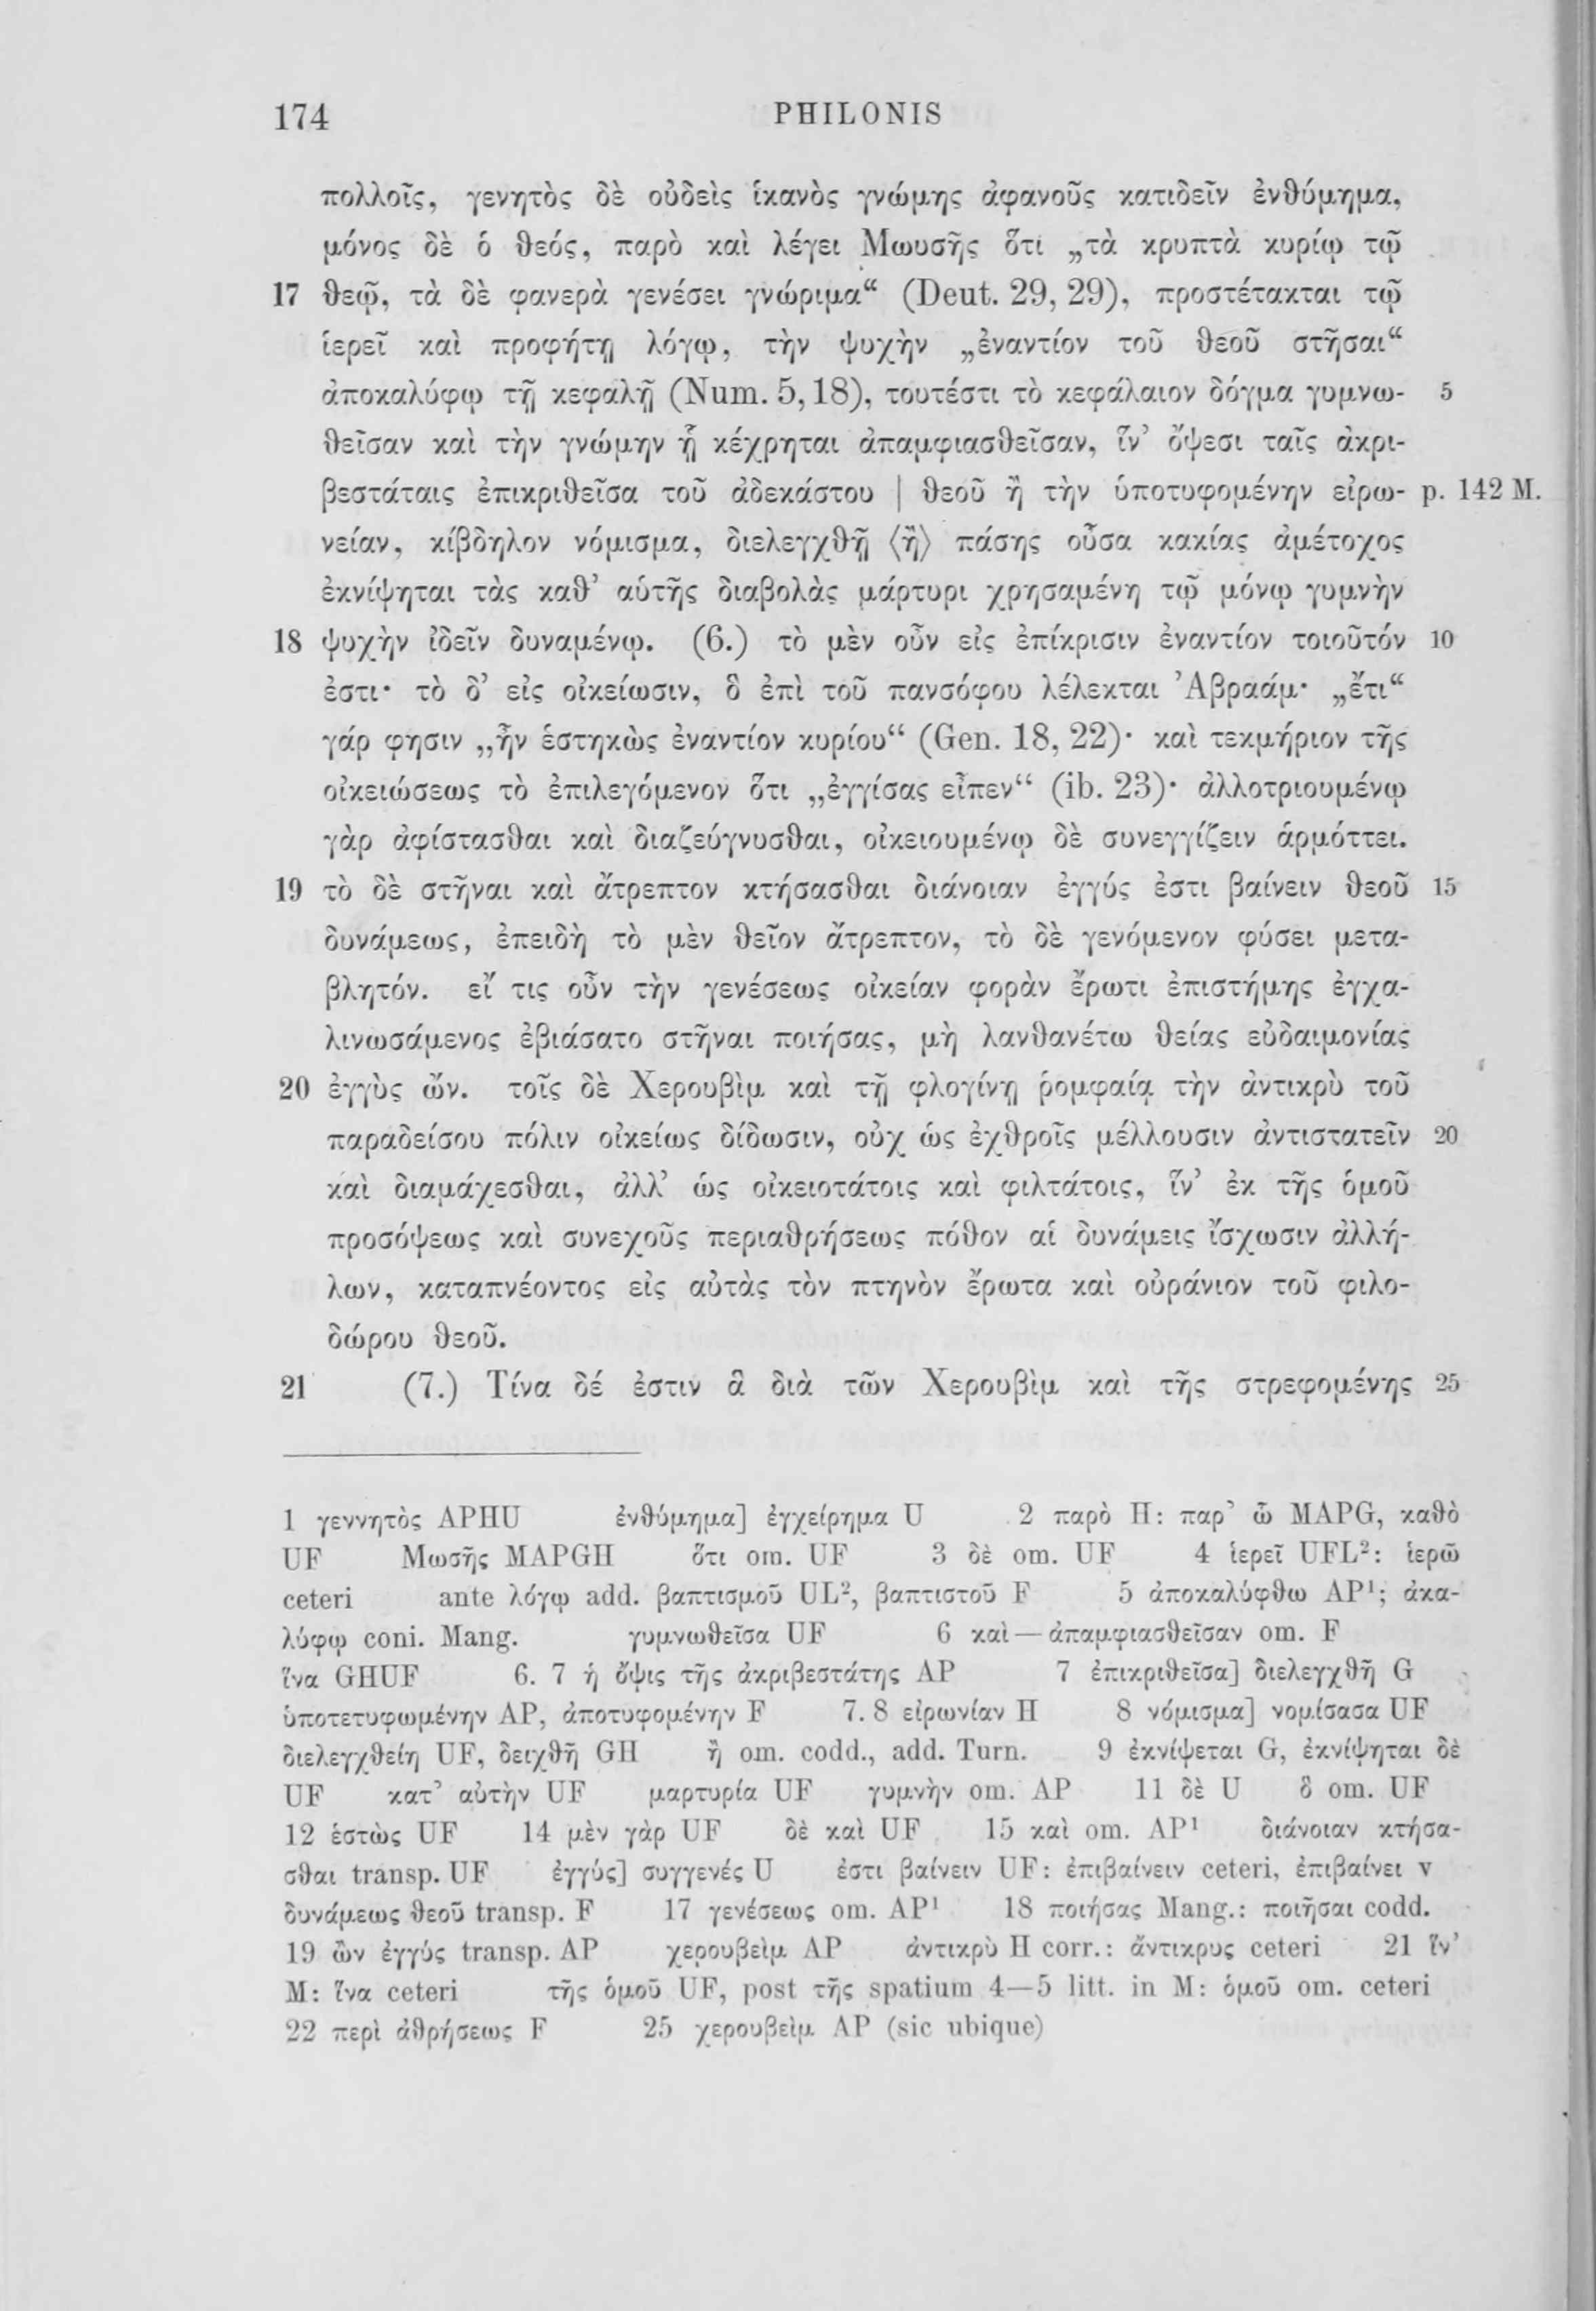 174 PHILONIS
πολλοῖς, γενητὸς δὲ οὐδεὶς ἱκανὸς γνώμης ἀφανοῦς κατιδεῖν ἐνθύμημα,
μόνος δὲ ὁ θεός, παρὸ καὶ λέγει Μωυσῆς ὅτι „τὰ κρυπτὰ κυρίῳ τῷ
17 θεῷ, τὰ δὲ φανερὰ γενέσει γνώριμα“ (Deut. 29, 29), προστέτακται τῷ
ἱερεῖ καὶ προφήτῃ λόγῳ, τὴν ψυχὴν „ἐναντίον τοῦ θεοῦ στῆσαι“
ἀποκαλύφῳ τῇ κεφαλῇ (Num. 5, 18), τουτέστι τὸ κεφάλαιον δόγμα γυμνω- 5
θεῖσαν καὶ τὴν γνώμην ᾗ κέχρηται ἀπαμφιασθεῖσαν, ἵν’ ὄψεσι ταῖς ἀκρι-
βεστάταις ἐπικριθεῖσα τοῦ ἀδεκάστου | θεοῦ ἢ τὴν ὑποτυφομένην εἰρω- p. 142 M.
νείαν, κίβδηλον νόμισμα, διελεγχθῇ ⟨ἢ⟩ πάσης οὖσα κακίας ἀμέτοχος
ἐκνίψηται τὰς καθ’ αὑτῆς διαβολὰς μάρτυρι χρησαμένη τῷ μόνῳ γυμνὴν
18 ψυχὴν ἰδεῖν δυναμένῳ. (6.) τὸ μὲν οὖν εἰς ἐπίκρισιν ἐναντίον τοιοῦτόν 10
ἐστι· τὸ δ’ εἰς οἰκείωσιν, ὃ ἐπὶ τοῦ πανσόφου λέλεκται Ἀβραάμ· „ἔτι“
γάρ φησιν „ἦν ἑστηκὼς ἐναντίον κυρίου“ (Gen. 18, 22)· καὶ τεκμήριον τῆς
οἰκειώσεως τὸ ἐπιλεγόμενον ὅτι „ἐγγίσας εἶπεν“ (ib. 23)· ἀλλοτριουμένῳ
γὰρ ἀφίστασθαι καὶ διαζεύγνυσθαι, οἰκειουμένῳ δὲ συνεγγίζειν ἁρμόττει.
19 τὸ δὲ στῆναι καὶ ἄτρεπτον κτήσασθαι διάνοιαν ἐγγύς ἐστι βαίνειν θεοῦ 15
δυνάμεως, ἐπειδὴ τὸ μὲν θεῖον ἄτρεπτον, τὸ δὲ γενόμενον φύσει μετα-
βλητόν. εἴ τις οὖν τὴν γενέσεως οἰκείαν φορὰν ἔρωτι ἐπιστήμης ἐγχα-
λινωσάμενος ἐβιάσατο στῆναι ποιήσας, μὴ λανθανέτω θείας εὐδαιμονίας
20 ἐγγὺς ὤν. τοῖς δὲ Χερουβὶμ καὶ τῇ φλογίνῃ ῥομφαίᾳ τὴν ἀντικρὺ τοῦ
παραδείσου πόλιν οἰκείως δίδωσιν, οὐχ ὡς ἐχθροῖς μέλλουσιν ἀντιστατεῖν 20
καὶ διαμάχεσθαι, ἀλλ’ ὡς οἰκειοτάτοις καὶ φιλτάτοις, ἵν’ ἐκ τῆς ὁμοῦ
προσόψεως καὶ συνεχοῦς περιαθρήσεως πόθον αἱ δυνάμεις ἴσχωσιν ἀλλή-
λων, καταπνέοντος εἰς αὐτὰς τὸν πτηνὸν ἔρωτα καὶ οὐράνιον τοῦ φιλο-
δώρου θεοῦ.
21 (7.) Τίνα δέ ἐστιν ἃ διὰ τῶν Χερουβὶμ καὶ τῆς στρεφομένης 25
1 γεννητὸς APHU ἐνθύμημα] ἐγχείρημα U 2 παρὸ H: παρ’ ὧ MAPG, καθὸ
UF Μωσῆς MAPGH ὅτι om. UF 3 δὲ om. UF 4 ἱερεῖ UFL²: ἱερῶ
ceteri ante λόγῳ add. βαπτισμοῦ UL², βαπτιστοῦ F 5 ἀποκαλύφθω AP¹; ἀκα-
λύφῳ coni. Mang. γυμνωθεῖσα UF 6 καὶ — ἀπαμφιασθεῖσαν om. F
ἵνα GHUF 6. 7 ἡ ὄψις τῆς ἀκριβεστάτης AP 7 ἐπικριθεῖσα] διελεγχθῆ G
ὑποτετυφωμένην AP, ἀποτυφομένην F 7. 8 εἰρωνίαν H 8 νόμισμα] νομίσασα UF
διελεγχθείη UF, δειχθῆ GH ἢ om. codd., add. Turn. 9 ἐκνίψεται G, ἐκνίψηται δὲ
UF κατ’ αὐτὴν UF μαρτυρία UF γυμνὴν om. AP 11 δὲ U ὃ om. UF
12 ἑστὼς UF 14 μὲν γὰρ UF δὲ καὶ UF 15 καὶ om. AP¹ διάνοιαν κτήσα-
σθαι transp. UF ἐγγύς] συγγενές U ἐστι βαίνειν UF: ἐπιβαίνειν ceteri, ἐπιβαίνει v
δυνάμεως θεοῦ transp. F 17 γενέσεως om. AP¹ 18 ποιήσας Mang.: ποιῆσαι codd.
19 ὢν ἐγγύς transp. AP χερουβεὶμ AP ἀντικρὺ H corr.: ἄντικρυς ceteri 21 ἵν’
M: ἵνα ceteri τῆς ὁμοῦ UF, post τῆς spatium 4—5 litt. in M: ὁμοῦ om. ceteri
22 περὶ ἀθρήσεως F 25 χερουβεὶμ AP (sic ubique)